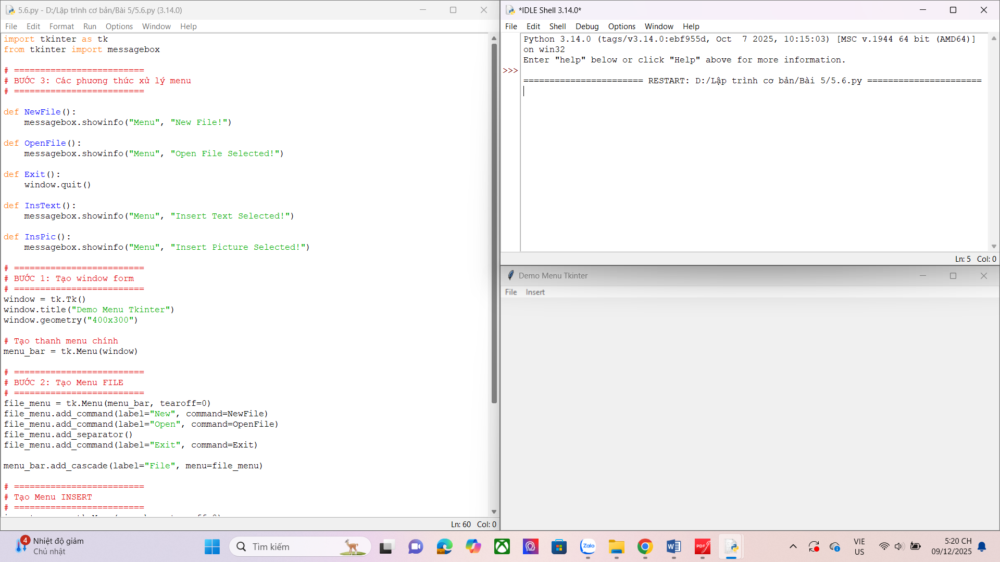 5.6.py - D:/Lập trình cơ bản/Bài 5/5.6.py (3.14.0)
File Edit Format Run Options Window Help
import tkinter as tk
from tkinter import messagebox
# =========================
# BƯỚC 3: Các phương thức xử lý menu
# =========================
def NewFile():
    messagebox.showinfo("Menu", "New File!")
def OpenFile():
    messagebox.showinfo("Menu", "Open File Selected!")
def Exit():
    window.quit()
def InsText():
    messagebox.showinfo("Menu", "Insert Text Selected!")
def InsPic():
    messagebox.showinfo("Menu", "Insert Picture Selected!")
# =========================
# BƯỚC 1: Tạo window form
# =========================
window = tk.Tk()
window.title("Demo Menu Tkinter")
window.geometry("400x300")
# Tạo thanh menu chính
menu_bar = tk.Menu(window)
# =========================
# BƯỚC 2: Tạo Menu FILE
# =========================
file_menu = tk.Menu(menu_bar, tearoff=0)
file_menu.add_command(label="New", command=NewFile)
file_menu.add_command(label="Open", command=OpenFile)
file_menu.add_separator()
file_menu.add_command(label="Exit", command=Exit)
menu_bar.add_cascade(label="File", menu=file_menu)
# =========================
# Tạo Menu INSERT
# =========================
Ln: 60 Col: 0
*IDLE Shell 3.14.0*
File Edit Shell Debug Options Window Help
Python 3.14.0 (tags/v3.14.0:ebf955d, Oct  7 2025, 10:15:03) [MSC v.1944 64 bit (AMD64)]
on win32
Enter "help" below or click "Help" above for more information.
>>>
======================= RESTART: D:/Lập trình cơ bản/Bài 5/5.6.py ======================
Ln: 5 Col: 0
Demo Menu Tkinter
File Insert
4
Nhiệt độ giảm
Chủ nhật
Tìm kiếm
Zalo
PDF
VIE
US
5:20 CH
09/12/2025